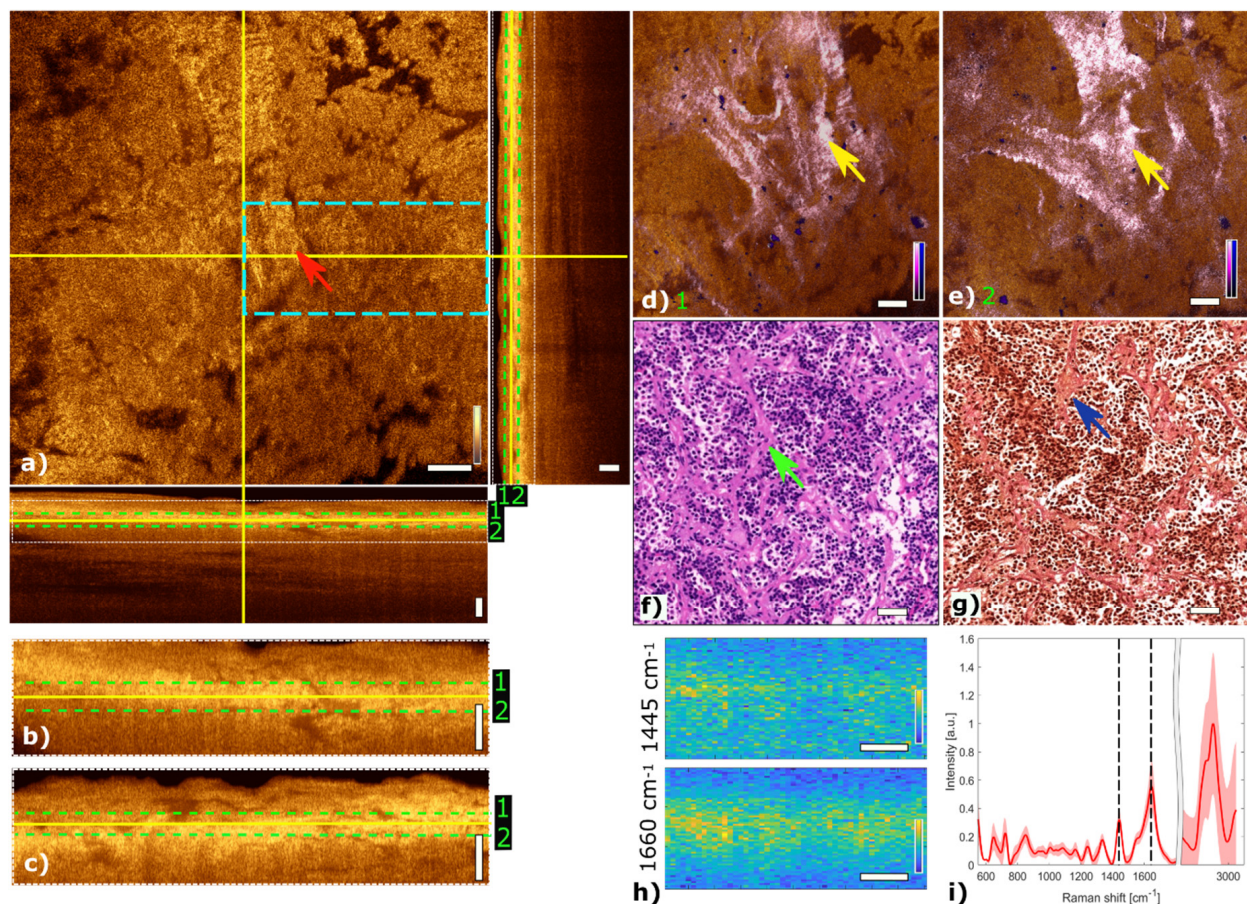 a)
12
1
2
d) 1
e) 2
f)
g)
b)
1
2
c)
1
2
1445 cm-1
1660 cm-1
h)
1.6
1.4
1.2
1
0.8
0.6
0.4
0.2
0
Intensity [a.u.]
600 800 1000 1200 1400 1600 3000
Raman shift [cm-1]
i)